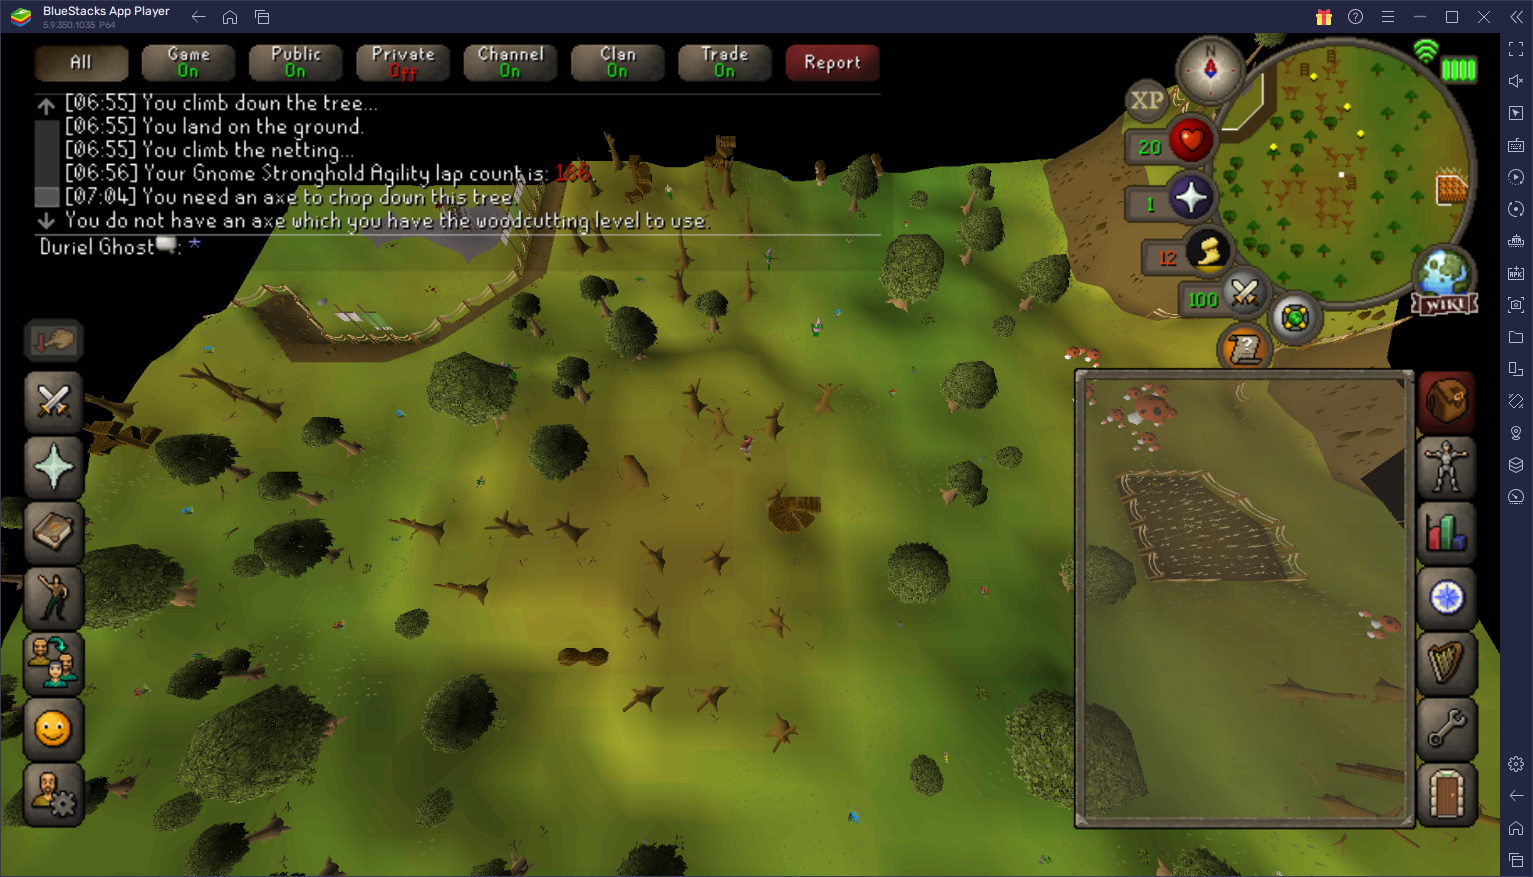 BlueStacks App Player
5.9.350.1035 P64
All
Game
On
Public
On
Private
Off
Channel
On
Clan
On
Trade
On
Report
[06:55] You climb down the tree...
[06:55] You land on the ground.
[06:55] You climb the netting...
[06:56] Your Gnome Stronghold Agility lap count is: 186.
[07:04] You need an axe to chop down this tree.
You do not have an axe which you have the woodcutting level to use.
Duriel Ghost: *
N
XP
20
1
12
100
WIKI
?
APK